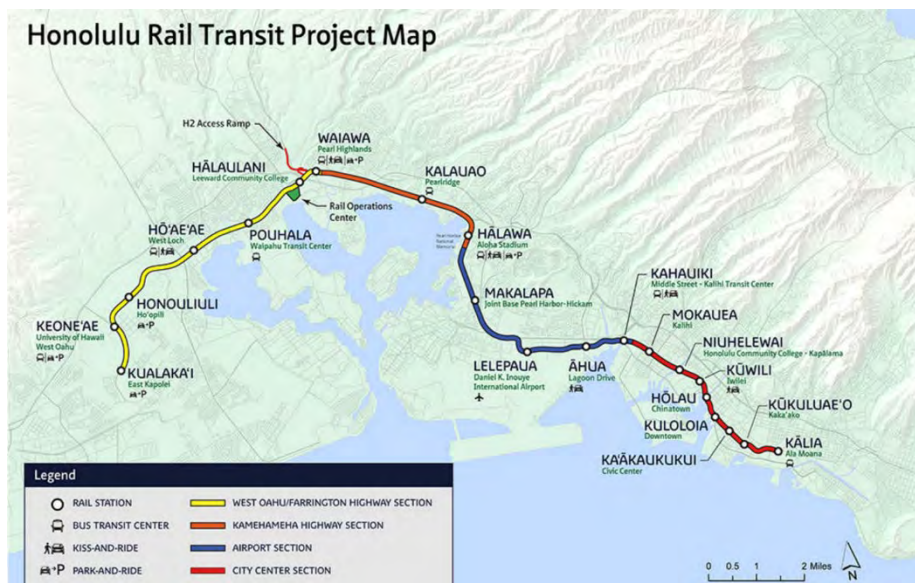 Honolulu Rail Transit Project Map
H2 Access Ramp
WAIAWA
Pearl Highlands
P
HĀLAULANI
Leeward Community College
KALAUAO
Pearlridge
Rail Operations
Center
HŌ'AE'AE
West Loch
P
POUHALA
Waipahu Transit Center
Pearl Harbor
National
Memorial
HĀLAWA
Aloha Stadium
P
KAHAUIKI
Middle Street - Kalihi Transit Center
HONOULIULI
Ho'opili
P
MAKALAPA
Joint Base Pearl Harbor-Hickam
MOKAUEA
Kalihi
KEONE'AE
University of Hawaii
West Oahu
P
NIUHELEWAI
Honolulu Community College - Kapālama
KUALAKA'I
East Kapolei
P
LELEPAUA
Daniel K. Inouye
International Airport
ĀHUA
Lagoon Drive
KŪWILI
Iwilei
HŌLAU
Chinatown
KŪKULUAE'O
Kaka'ako
KULOLOIA
Downtown
KĀLIA
Ala Moana
KA'ĀKAUKUKUI
Civic Center
Legend
RAIL STATION
WEST OAHU/FARRINGTON HIGHWAY SECTION
BUS TRANSIT CENTER
KAMEHAMEHA HIGHWAY SECTION
KISS-AND-RIDE
AIRPORT SECTION
P PARK-AND-RIDE
CITY CENTER SECTION
0 0.5 1 2 Miles
N